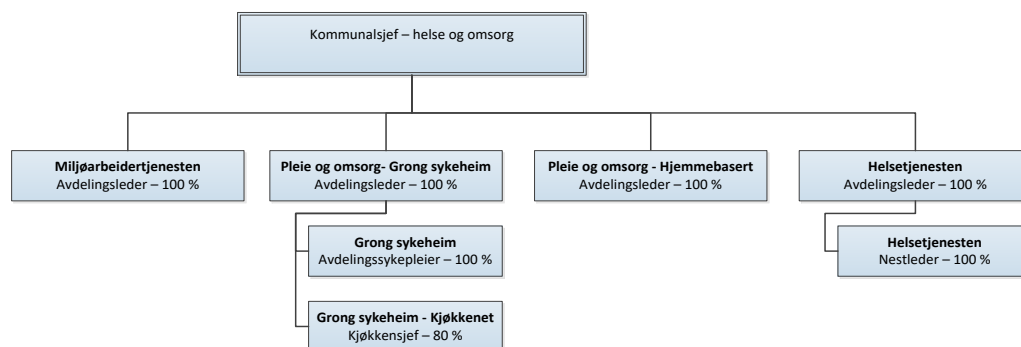 Kommunalsjef – helse og omsorg
Miljøarbeidertjenesten
Avdelingsleder – 100 %
Pleie og omsorg- Grong sykeheim
Avdelingsleder – 100 %
Pleie og omsorg - Hjemmebasert
Avdelingsleder – 100 %
Helsetjenesten
Avdelingsleder – 100 %
Grong sykeheim
Avdelingssykepleier – 100 %
Helsetjenesten
Nestleder – 100 %
Grong sykeheim - Kjøkkenet
Kjøkkensjef – 80 %